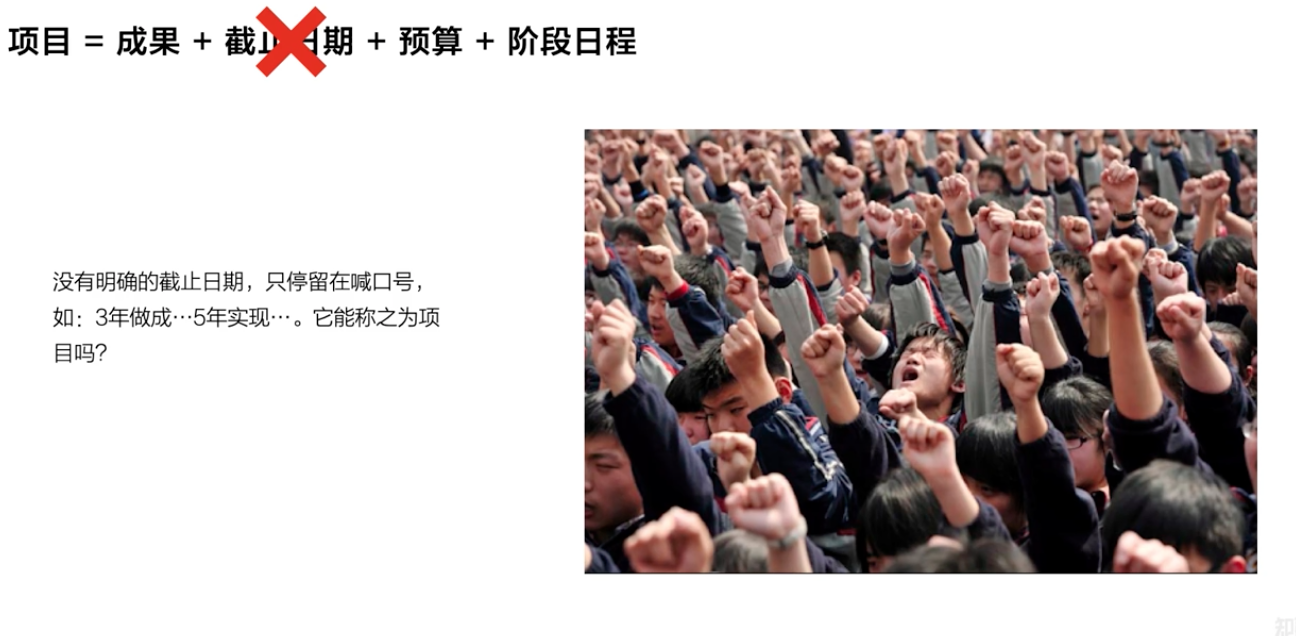 项目 = 成果 + 截止日期 + 预算 + 阶段日程
没有明确的截止日期，只停留在喊口号，
如：3年做成…5年实现…。它能称之为项
目吗?
知